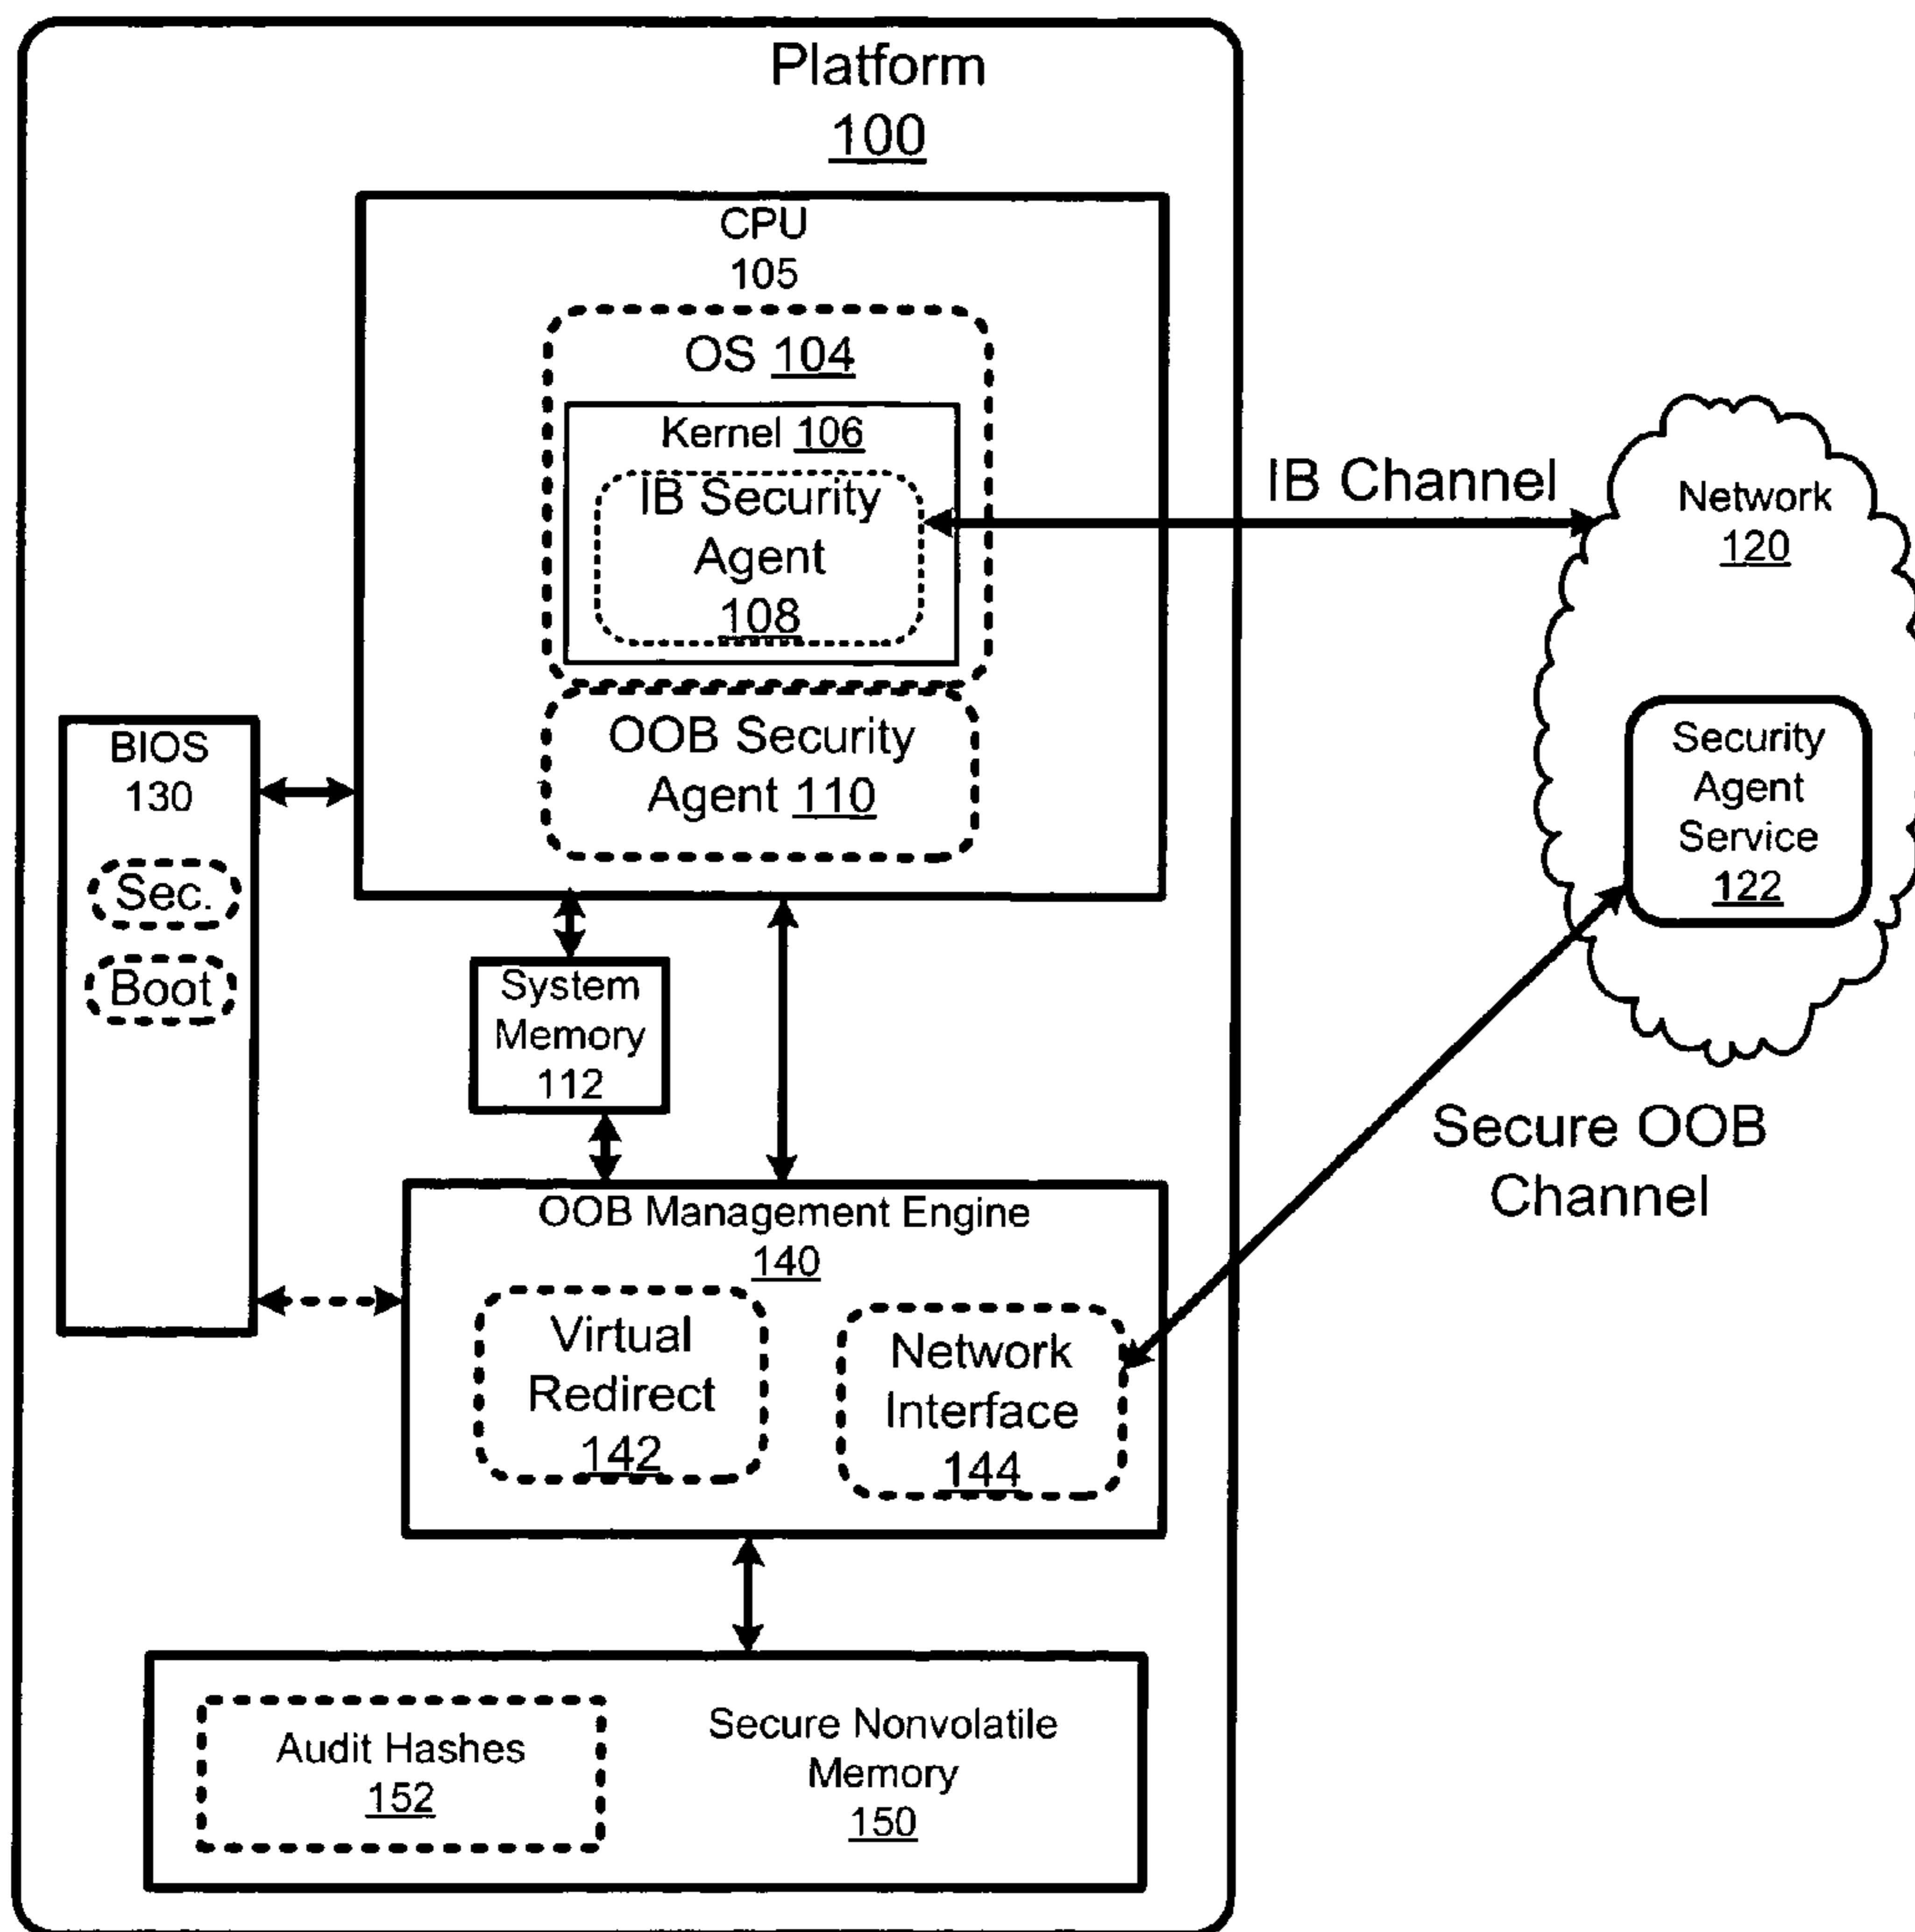 Platform
100
CPU
105
OS 104
Kernel 106
IB Security
Agent
108
OOB Security
Agent 110
IB Channel
Network
120
Security
Agent
Service
122
BIOS
130
Sec.
Boot
System
Memory
112
Secure OOB
Channel
OOB Management Engine
140
Virtual
Redirect
142
Network
Interface
144
Audit Hashes
152
Secure Nonvolatile
Memory
150